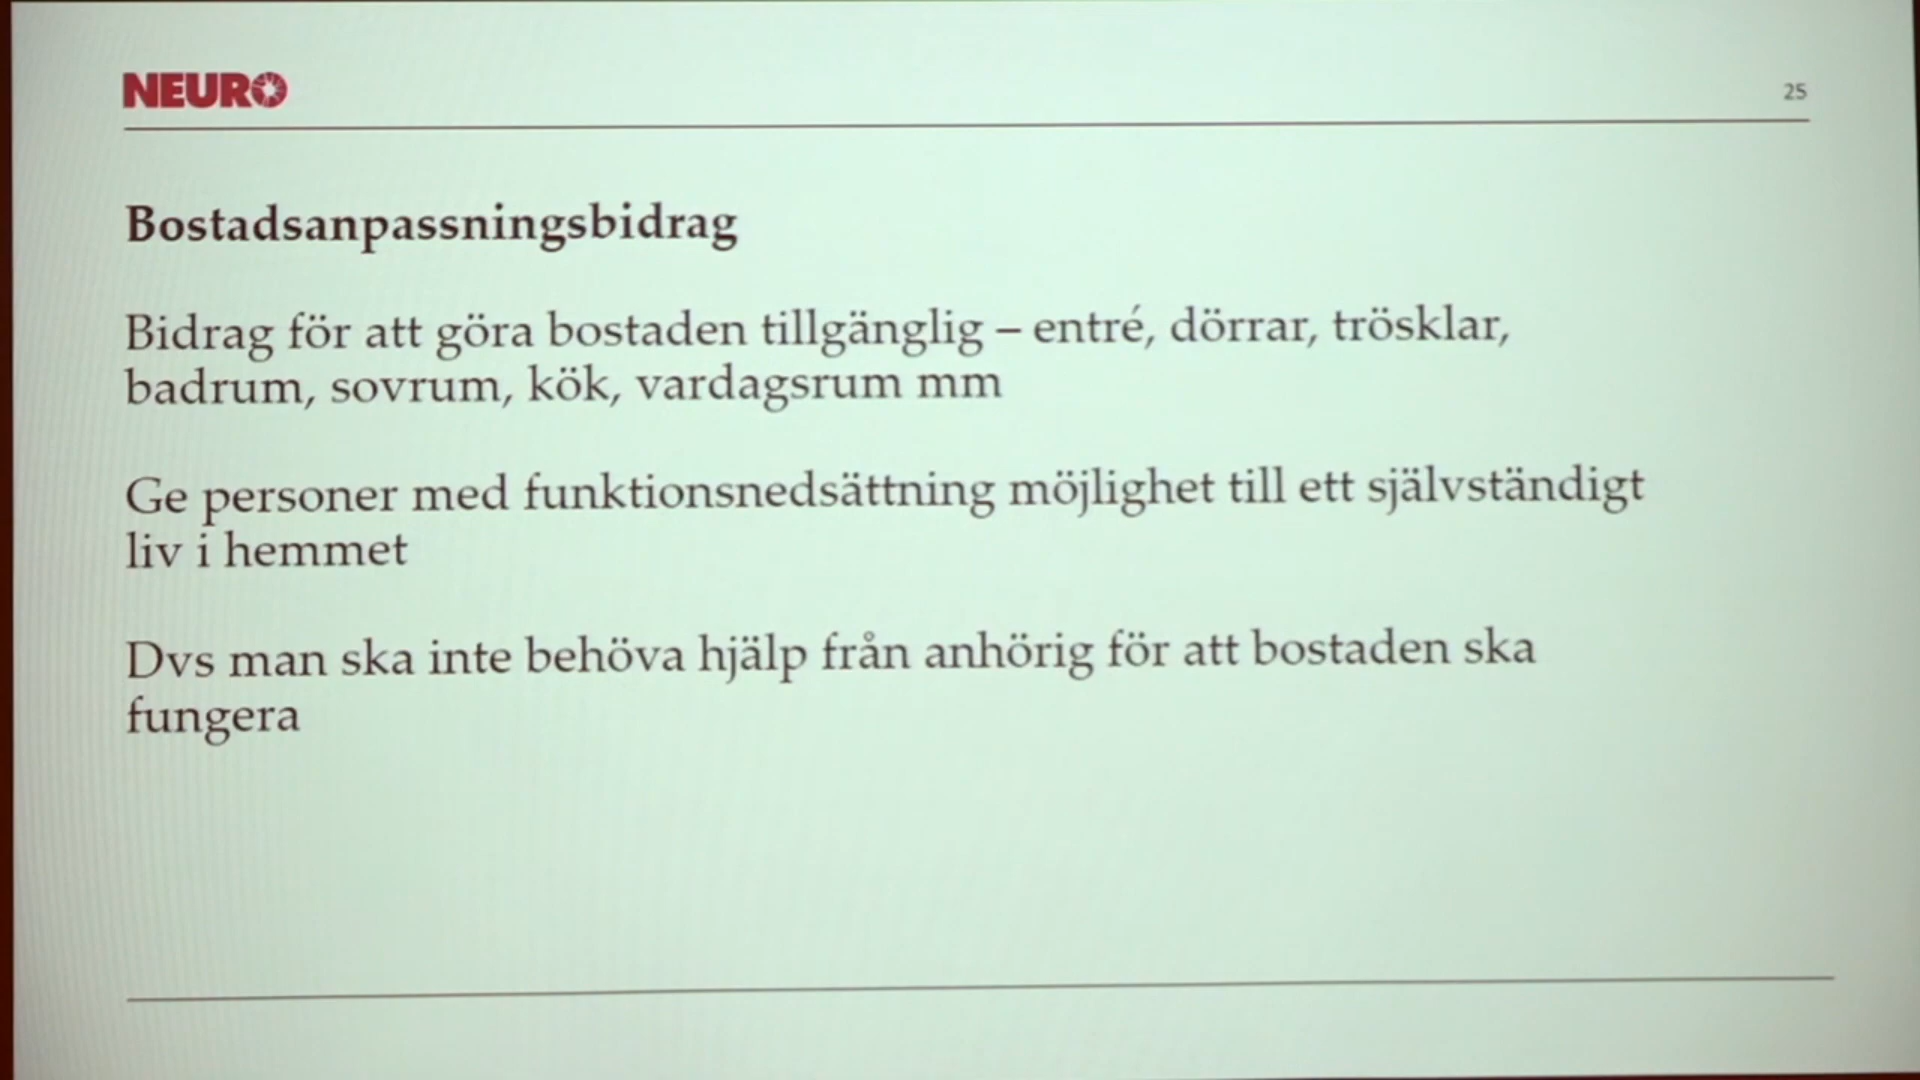 NEURO
25
Bostadsanpassningsbidrag
Bidrag för att göra bostaden tillgänglig – entré, dörrar, trösklar,
badrum, sovrum, kök, vardagsrum mm
Ge personer med funktionsnedsättning möjlighet till ett självständigt
liv i hemmet
Dvs man ska inte behöva hjälp från anhörig för att bostaden ska
fungera